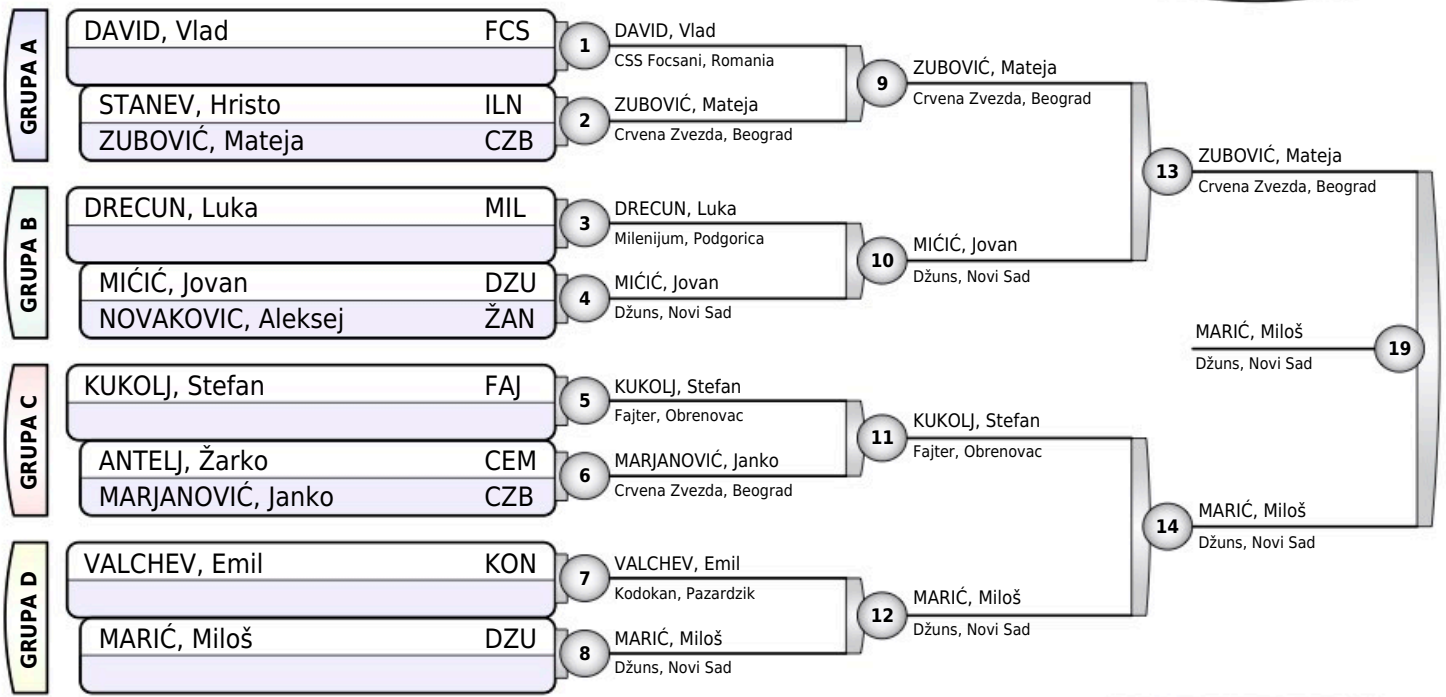 GRUPA A
DAVID, Vlad FCS
STANEV, Hristo ILN
ZUBOVIĆ, Mateja CZB
GRUPA B
DRECUN, Luka MIL
MIĆIĆ, Jovan DZU
NOVAKOVIC, Aleksej ŽAN
GRUPA C
KUKOLJ, Stefan FAJ
ANTELJ, Žarko CEM
MARJANOVIĆ, Janko CZB
GRUPA D
VALCHEV, Emil KON
MARIĆ, Miloš DZU
1
DAVID, Vlad
CSS Focsani, Romania
2
ZUBOVIĆ, Mateja
Crvena Zvezda, Beograd
3
DRECUN, Luka
Milenijum, Podgorica
4
MIĆIĆ, Jovan
Džuns, Novi Sad
5
KUKOLJ, Stefan
Fajter, Obrenovac
6
MARJANOVIĆ, Janko
Crvena Zvezda, Beograd
7
VALCHEV, Emil
Kodokan, Pazardzik
8
MARIĆ, Miloš
Džuns, Novi Sad
9
ZUBOVIĆ, Mateja
Crvena Zvezda, Beograd
10
MIĆIĆ, Jovan
Džuns, Novi Sad
11
KUKOLJ, Stefan
Fajter, Obrenovac
12
MARIĆ, Miloš
Džuns, Novi Sad
13
ZUBOVIĆ, Mateja
Crvena Zvezda, Beograd
14
MARIĆ, Miloš
Džuns, Novi Sad
MARIĆ, Miloš
Džuns, Novi Sad
19